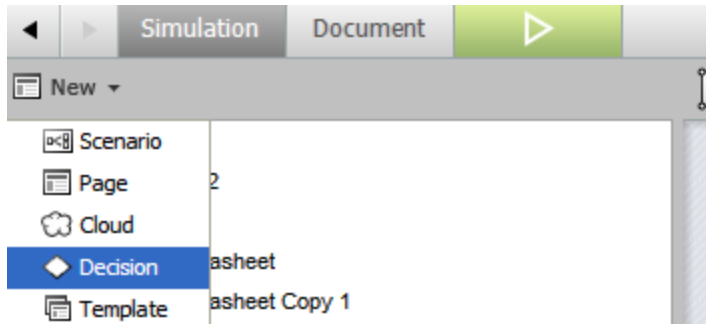 Simulation Document
New
Scenario
Page 2
Cloud
Decision asheet
Template asheet Copy 1